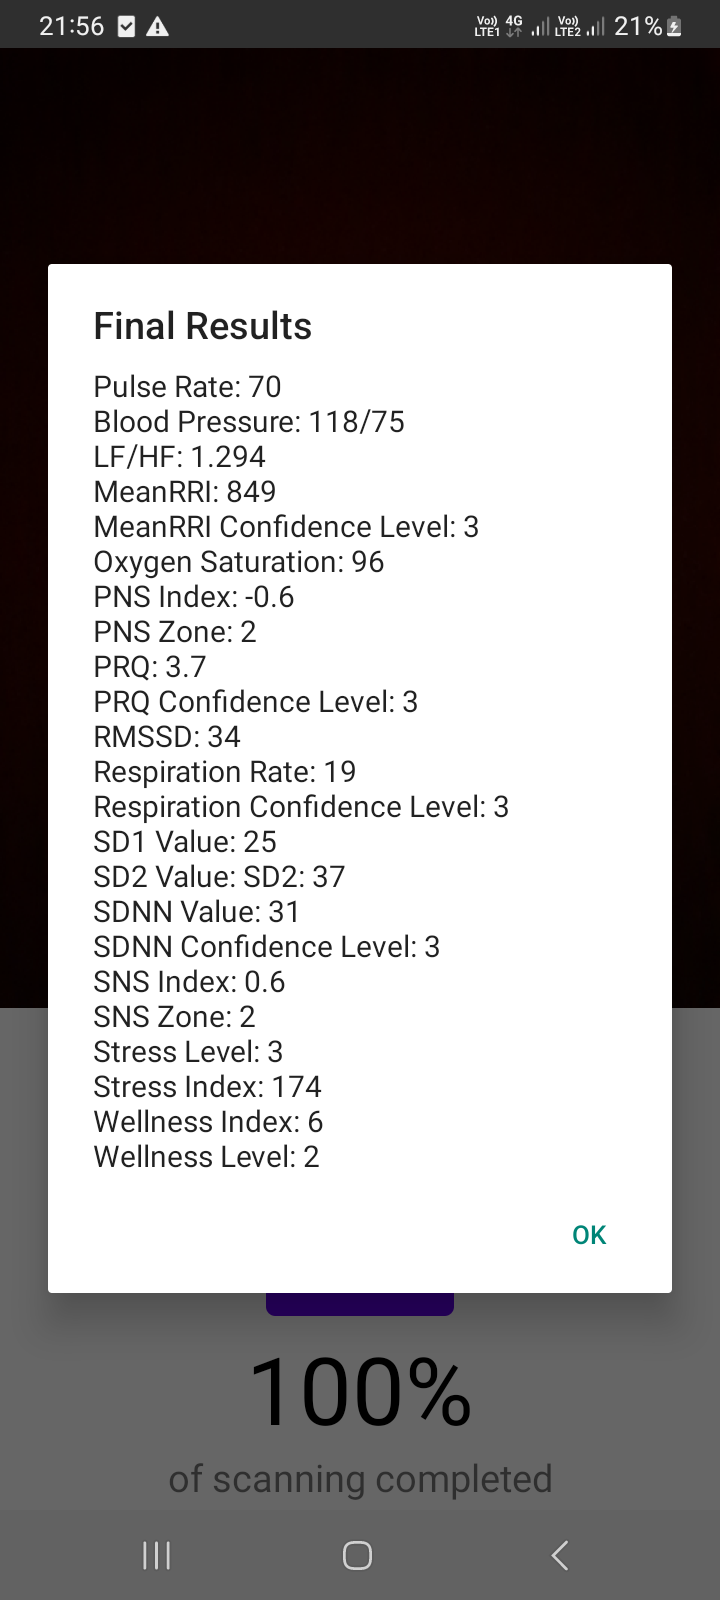 21:56
Vo)) LTE1 4G Vo)) LTE2 21%
Final Results
Pulse Rate: 70
Blood Pressure: 118/75
LF/HF: 1.294
MeanRRI: 849
MeanRRI Confidence Level: 3
Oxygen Saturation: 96
PNS Index: -0.6
PNS Zone: 2
PRQ: 3.7
PRQ Confidence Level: 3
RMSSD: 34
Respiration Rate: 19
Respiration Confidence Level: 3
SD1 Value: 25
SD2 Value: SD2: 37
SDNN Value: 31
SDNN Confidence Level: 3
SNS Index: 0.6
SNS Zone: 2
Stress Level: 3
Stress Index: 174
Wellness Index: 6
Wellness Level: 2
OK
100%
of scanning completed